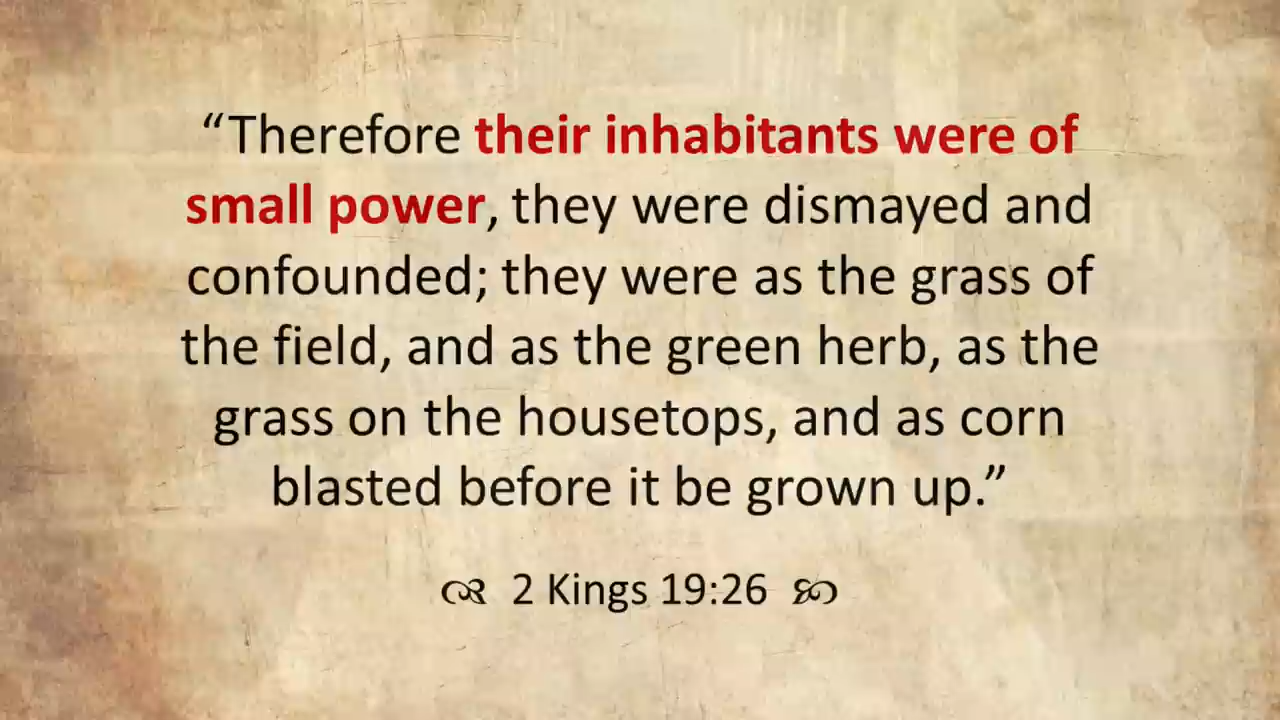 “Therefore their inhabitants were of
small power, they were dismayed and
confounded; they were as the grass of
the field, and as the green herb, as the
grass on the housetops, and as corn
blasted before it be grown up.”
2 Kings 19:26